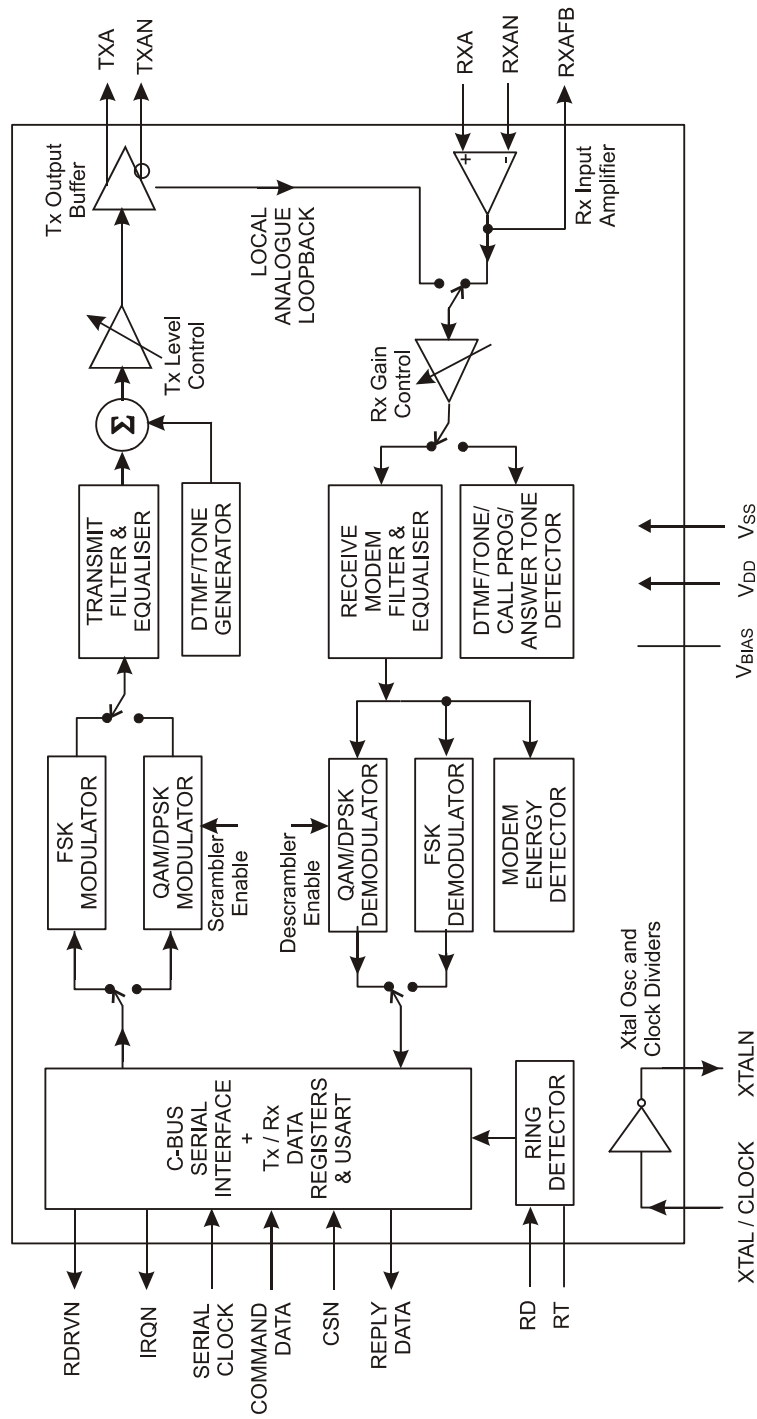 RDRVN
IRQN
SERIAL
CLOCK
COMMAND
DATA
CSN
REPLY
DATA
RD
RT
C-BUS
SERIAL
INTERFACE
+
Tx / Rx
DATA
REGISTERS
& USART
RING
DETECTOR
FSK
MODULATOR
QAM/DPSK
MODULATOR
Scrambler
Enable
Descrambler
Enable
QAM/DPSK
DEMODULATOR
FSK
DEMODULATOR
MODEM
ENERGY
DETECTOR
TRANSMIT
FILTER &
EQUALISER
DTMF/TONE
GENERATOR
RECEIVE
MODEM
FILTER &
EQUALISER
DTMF/TONE/
CALL PROG/
ANSWER TONE
DETECTOR
Σ
Tx Level
Control
Rx Gain
Control
Tx Output
Buffer
LOCAL
ANALOGUE
LOOPBACK
+
-
Rx Input
Amplifier
TXA
TXAN
RXA
RXAN
RXAFB
Xtal Osc and
Clock Dividers
XTAL / CLOCK
XTALN
VBIAS
VDD
VSS